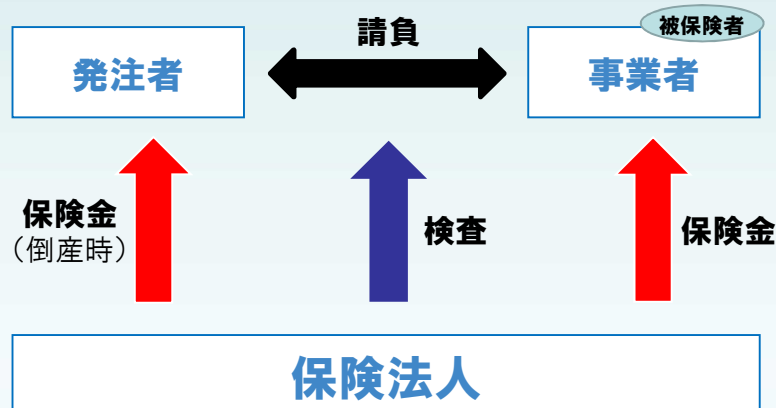 請負
被保険者
発注者
事業者
保険金
（倒産時）
検査
保険金
保険法人